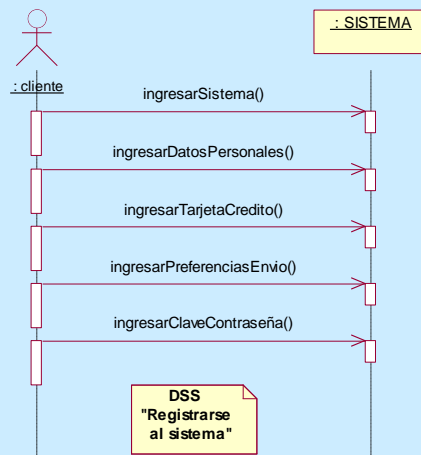 : SISTEMA
: cliente
ingresarSistema()
ingresarDatosPersonales()
ingresarTarjetaCredito()
ingresarPreferenciasEnvio()
ingresarClaveContraseña()
DSS
"Registrarse
al sistema"